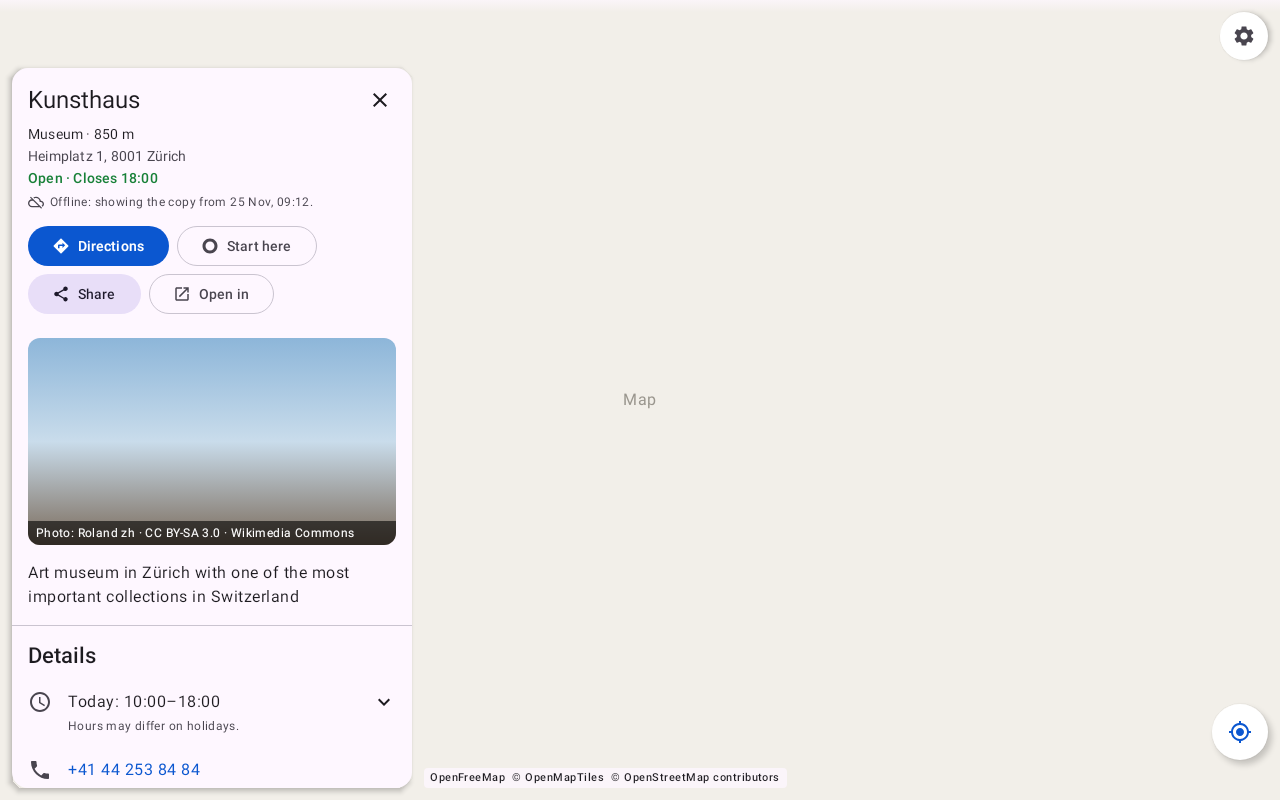 Kunsthaus
Museum · 850 m
Heimplatz 1, 8001 Zürich
Open · Closes 18:00
Offline: showing the copy from 25 Nov, 09:12.
Directions
Start here
Share
Open in
Map
Photo: Roland zh · CC BY-SA 3.0 · Wikimedia Commons
Art museum in Zürich with one of the most
important collections in Switzerland
Details
Today: 10:00–18:00
Hours may differ on holidays.
+41 44 253 84 84
OpenFreeMap © OpenMapTiles © OpenStreetMap contributors